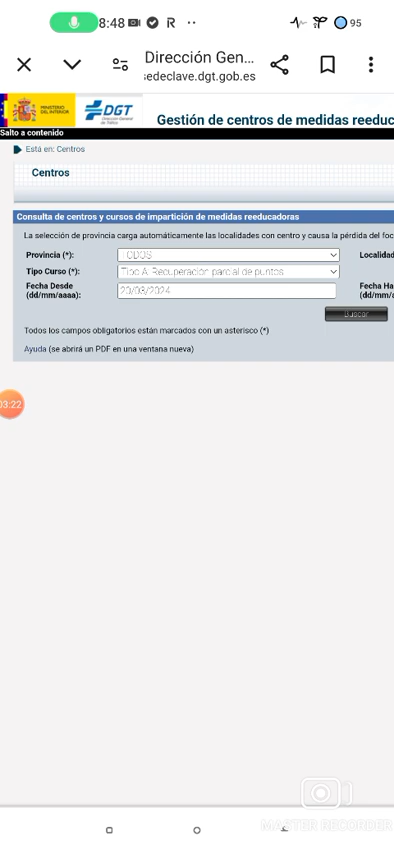 8:48 R 95
Dirección Gen...
sedeclave.dgt.gob.es
MINISTERIO DEL INTERIOR
DGT
Dirección General de Tráfico
Gestión de centros de medidas reeduc
Salto a contenido
Está en: Centros
Centros
Consulta de centros y cursos de impartición de medidas reeducadoras
La selección de provincia carga automáticamente las localidades con centro y causa la pérdida del foc
Provincia (*): TODOS Localidad
Tipo Curso (*): Tipo A: Recuperación parcial de puntos
Fecha Desde (dd/mm/aaaa): 20/03/2024 Fecha Ha (dd/mm/a
Buscar
Todos los campos obligatorios están marcados con un asterisco (*)
Ayuda (se abrirá un PDF en una ventana nueva)
03:22
MASTER RECORDER